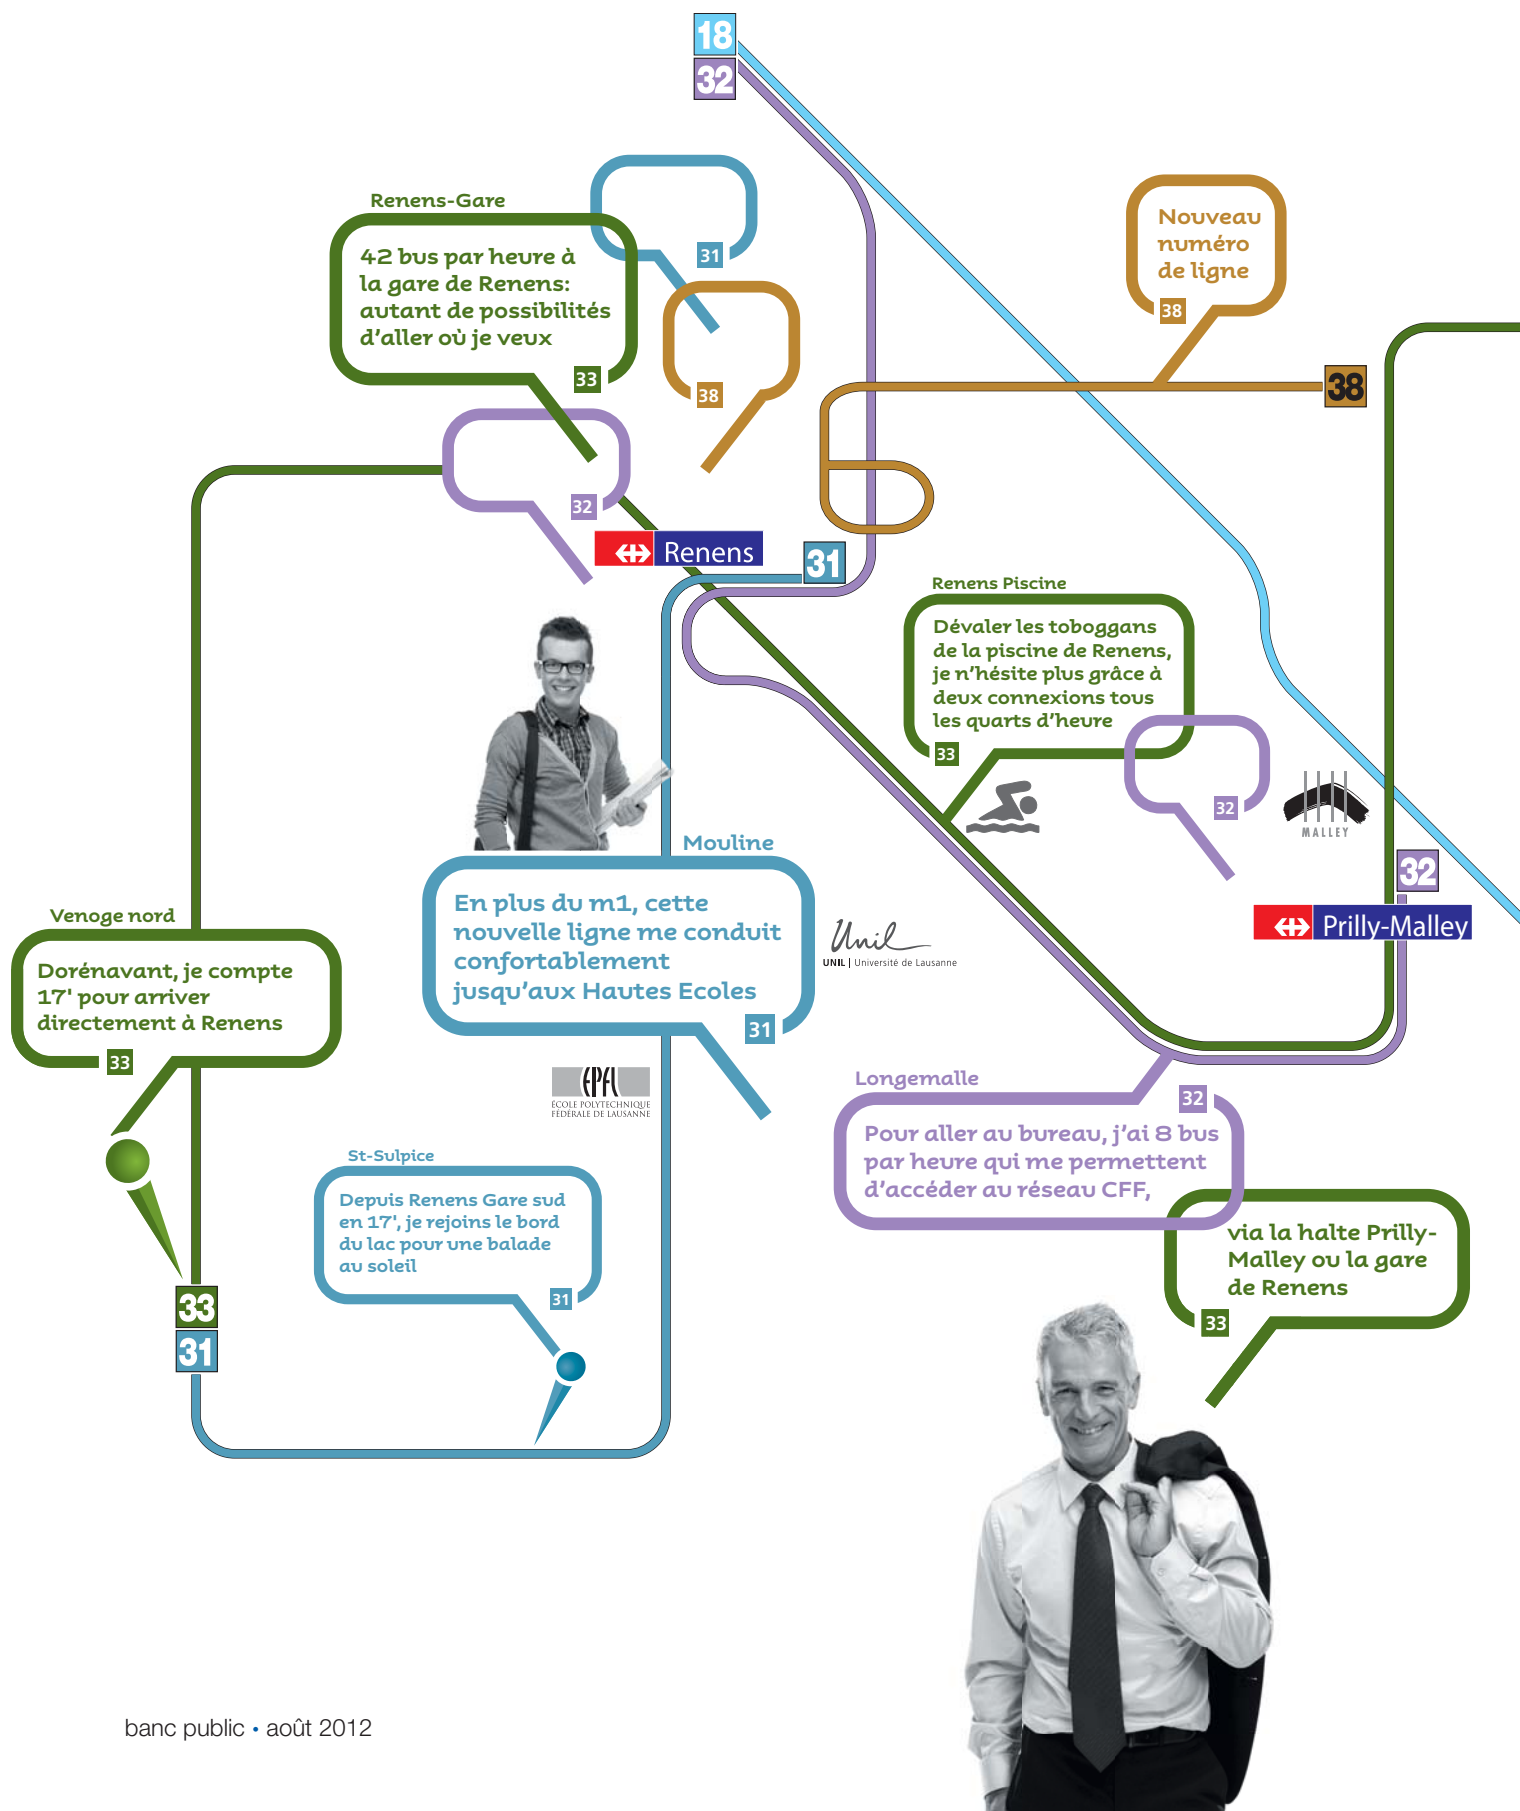 18
32
Renens-Gare
42 bus par heure à
la gare de Renens:
autant de possibilités
d'aller où je veux
33
31
38
32
Nouveau
numéro
de ligne
38
38
Renens
31
Renens Piscine
Dévaler les toboggans
de la piscine de Renens,
je n'hésite plus grâce à
deux connexions tous
les quarts d'heure
33
32
MALLEY
32
Prilly-Malley
Mouline
En plus du m1, cette
nouvelle ligne me conduit
confortablement
jusqu'aux Hautes Ecoles
31
Unil
UNIL | Université de Lausanne
Venoge nord
Dorénavant, je compte
17' pour arriver
directement à Renens
33
EPFL
ÉCOLE POLYTECHNIQUE
FÉDÉRALE DE LAUSANNE
Longemalle
32
Pour aller au bureau, j'ai 8 bus
par heure qui me permettent
d'accéder au réseau CFF,
via la halte Prilly-
Malley ou la gare
de Renens
33
St-Sulpice
Depuis Renens Gare sud
en 17', je rejoins le bord
du lac pour une balade
au soleil
31
33
31
banc public • août 2012